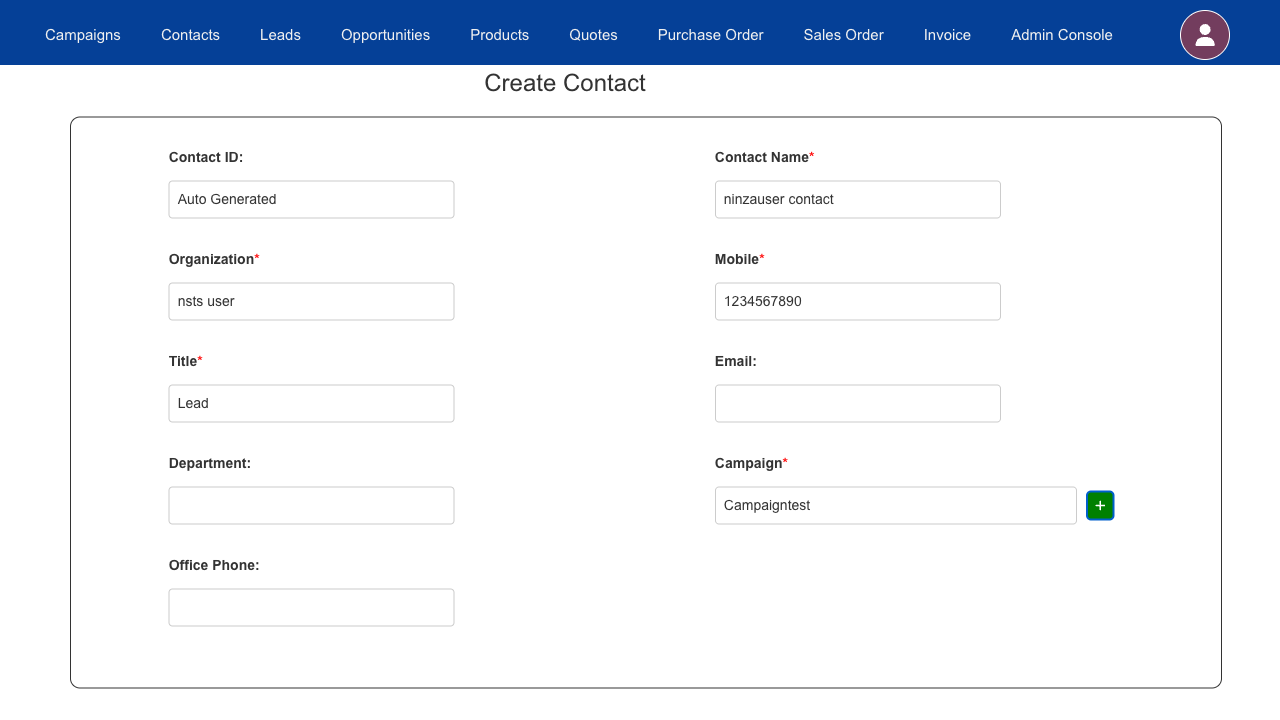 Campaigns Contacts Leads Opportunities Products Quotes Purchase Order Sales Order Invoice Admin Console
Create Contact
Contact ID: Contact Name*
Auto Generated ninzauser contact
Organization* Mobile*
nsts user 1234567890
Title* Email:
Lead
Department: Campaign*
Campaigntest +
Office Phone: